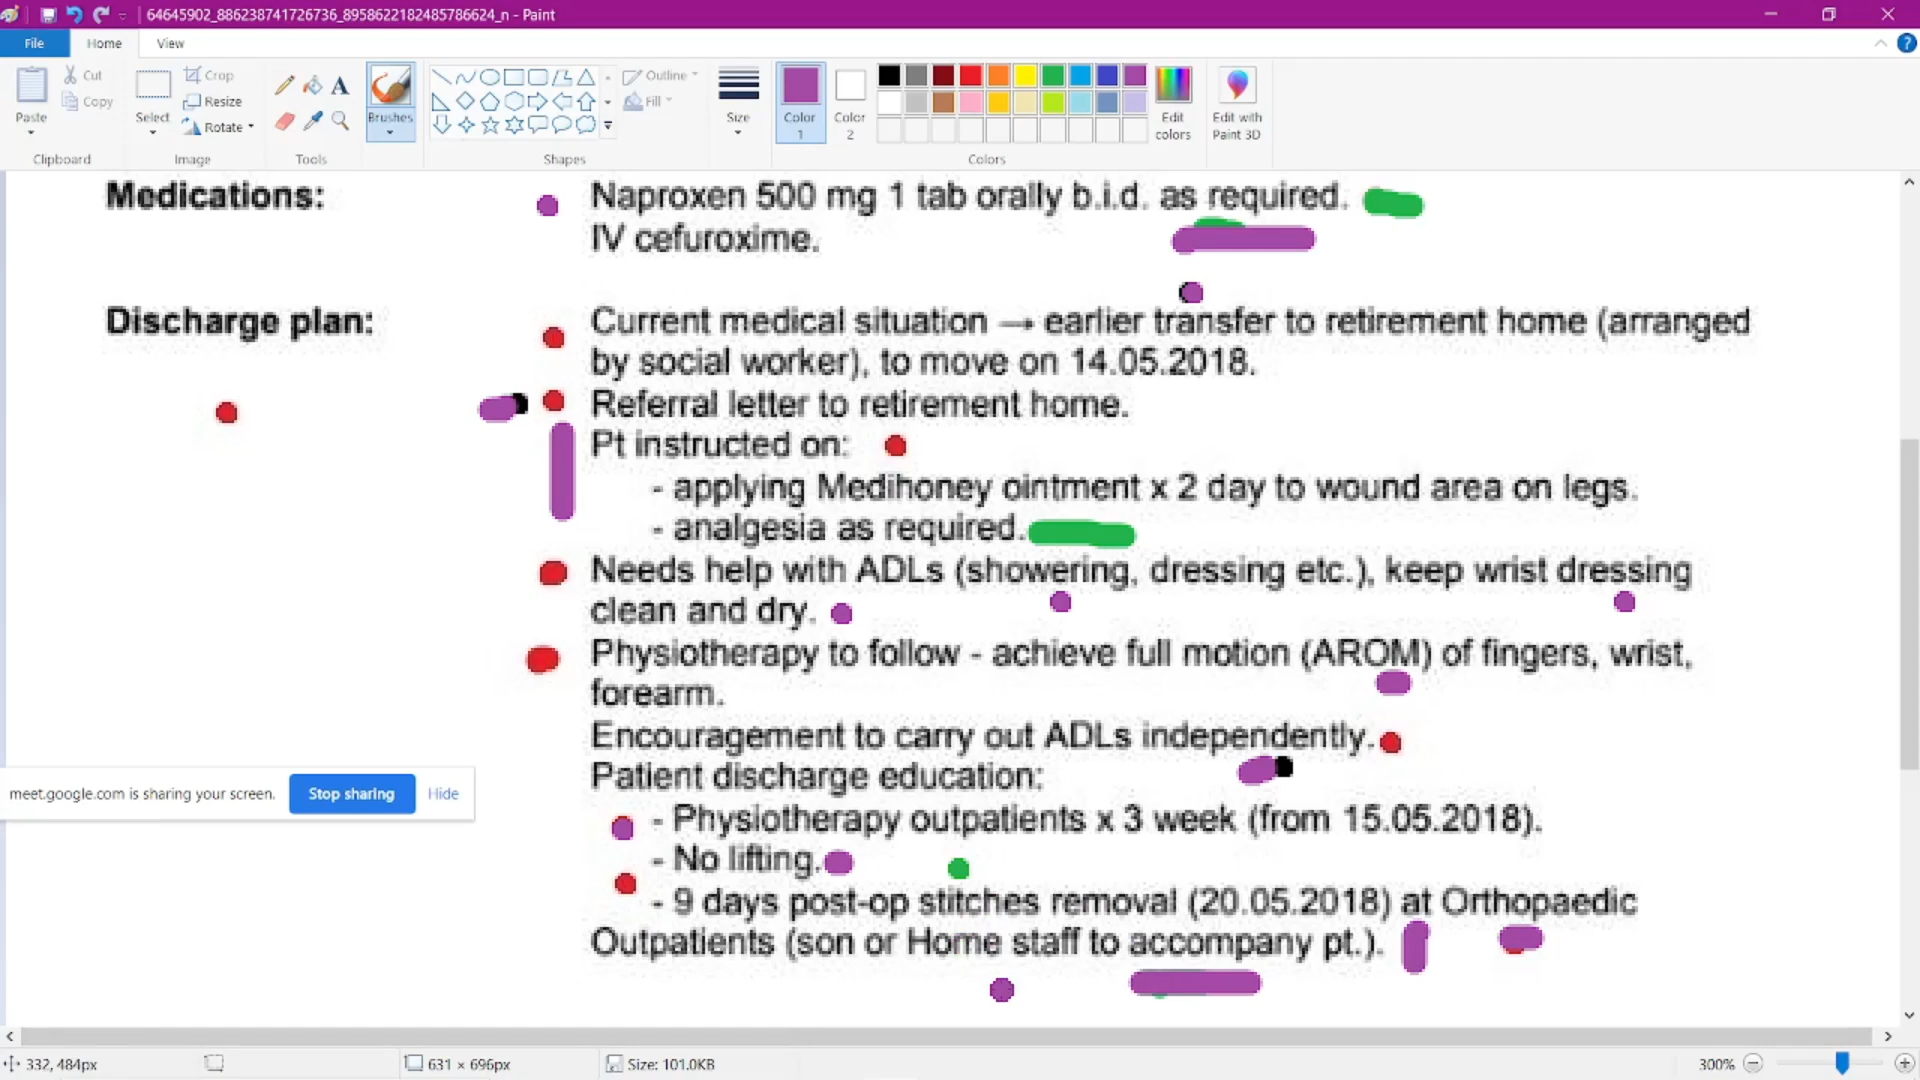 64645902_886238741726736_8958622182485786624_n - Paint
File Home View
Paste Cut Copy Clipboard
Select Crop Resize Rotate Image
Tools
Brushes
Shapes
Outline Fill
Size
Color 1 Color 2 Edit colors Edit with Paint 3D
Colors
Medications: Naproxen 500 mg 1 tab orally b.i.d. as required.
IV cefuroxime.
Discharge plan: Current medical situation → earlier transfer to retirement home (arranged
by social worker), to move on 14.05.2018.
Referral letter to retirement home.
Pt instructed on:
- applying Medihoney ointment x 2 day to wound area on legs.
- analgesia as required.
Needs help with ADLs (showering, dressing etc.), keep wrist dressing
clean and dry.
Physiotherapy to follow - achieve full motion (AROM) of fingers, wrist,
forearm.
Encouragement to carry out ADLs independently.
Patient discharge education:
- Physiotherapy outpatients x 3 week (from 15.05.2018).
- No lifting.
- 9 days post-op stitches removal (20.05.2018) at Orthopaedic
Outpatients (son or Home staff to accompany pt.).
meet.google.com is sharing your screen. Stop sharing Hide
332, 484px 631 × 696px Size: 101.0KB 300%